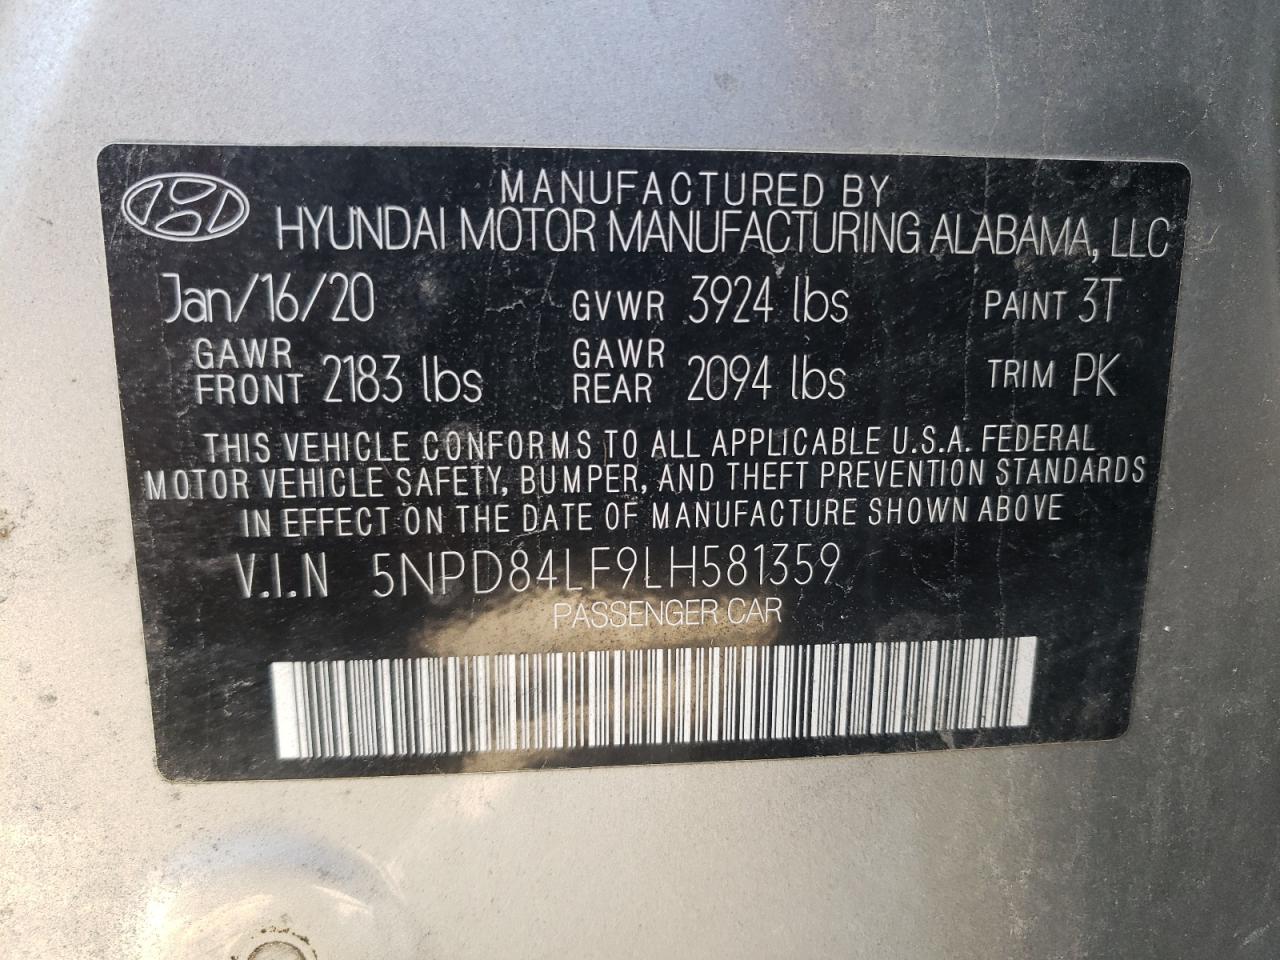 MANUFACTURED BY
HYUNDAI MOTOR MANUFACTURING ALABAMA, LLC
Jan/16/20 GVWR 3924 lbs PAINT 3T
GAWR FRONT 2183 lbs GAWR REAR 2094 lbs TRIM PK
THIS VEHICLE CONFORMS TO ALL APPLICABLE U.S.A. FEDERAL
MOTOR VEHICLE SAFETY, BUMPER, AND THEFT PREVENTION STANDARDS
IN EFFECT ON THE DATE OF MANUFACTURE SHOWN ABOVE
V.I.N 5NPD84LF9LH581359
PASSENGER CAR